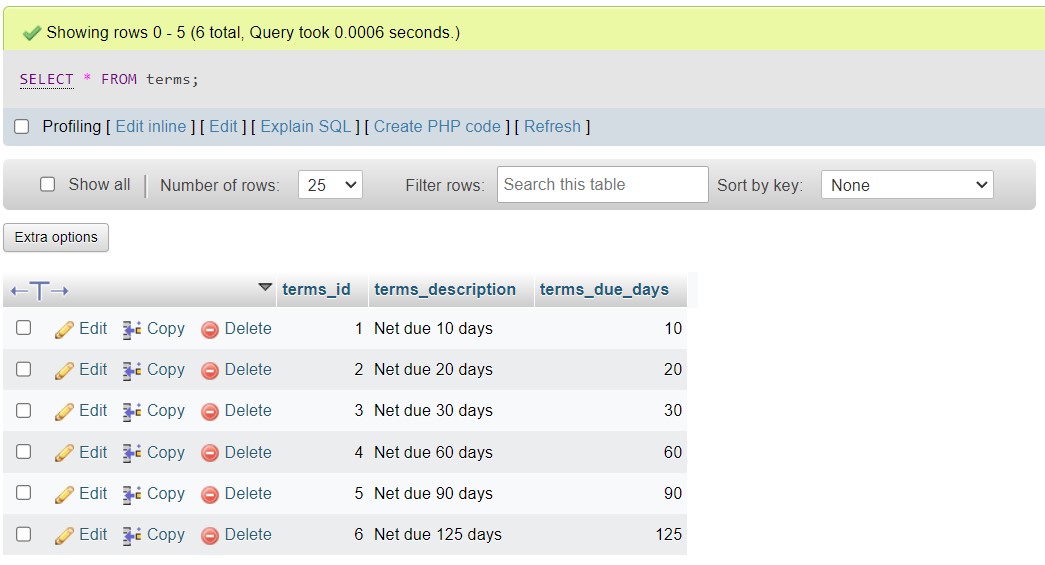 Showing rows 0 - 5 (6 total, Query took 0.0006 seconds.)
SELECT * FROM terms;
Profiling [ Edit inline ] [ Edit ] [ Explain SQL ] [ Create PHP code ] [ Refresh ]
Show all Number of rows: 25 Filter rows: Search this table Sort by key: None
Extra options
←T→ terms_id terms_description terms_due_days
Edit Copy Delete 1 Net due 10 days 10
Edit Copy Delete 2 Net due 20 days 20
Edit Copy Delete 3 Net due 30 days 30
Edit Copy Delete 4 Net due 60 days 60
Edit Copy Delete 5 Net due 90 days 90
Edit Copy Delete 6 Net due 125 days 125